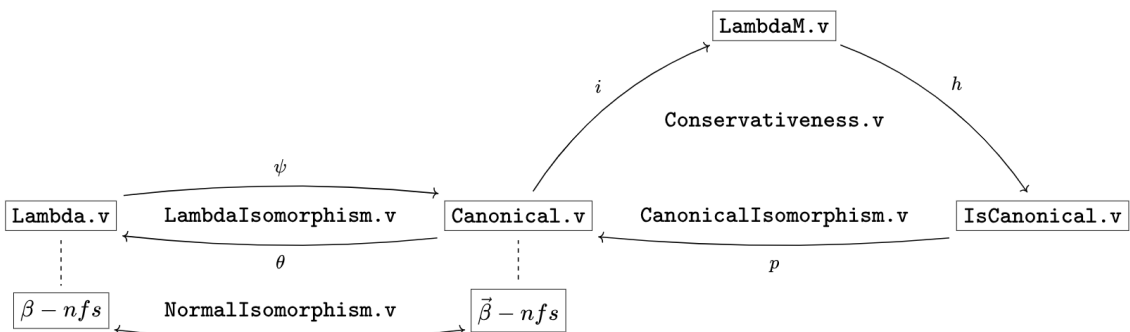 LambdaM.v
i
h
Conservativeness.v
ψ
Lambda.v LambdaIsomorphism.v Canonical.v CanonicalIsomorphism.v IsCanonical.v
θ
p
β − nfs NormalIsomorphism.v β⃗ − nfs